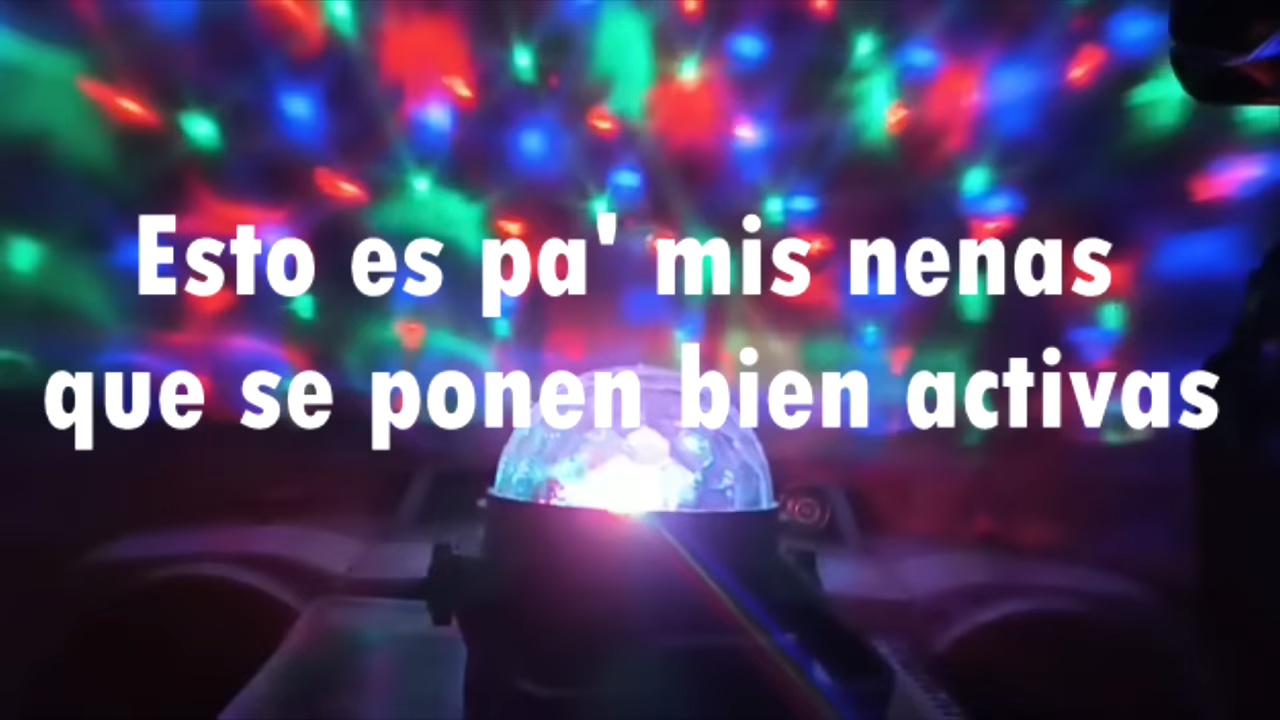 Esto es pa' mis nenas
que se ponen bien activas